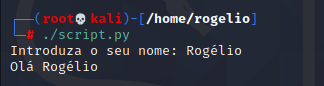 ┌──(root💀kali)-[/home/rogelio]
└─# ./script.py
Introduza o seu nome: Rogélio
Olá Rogélio